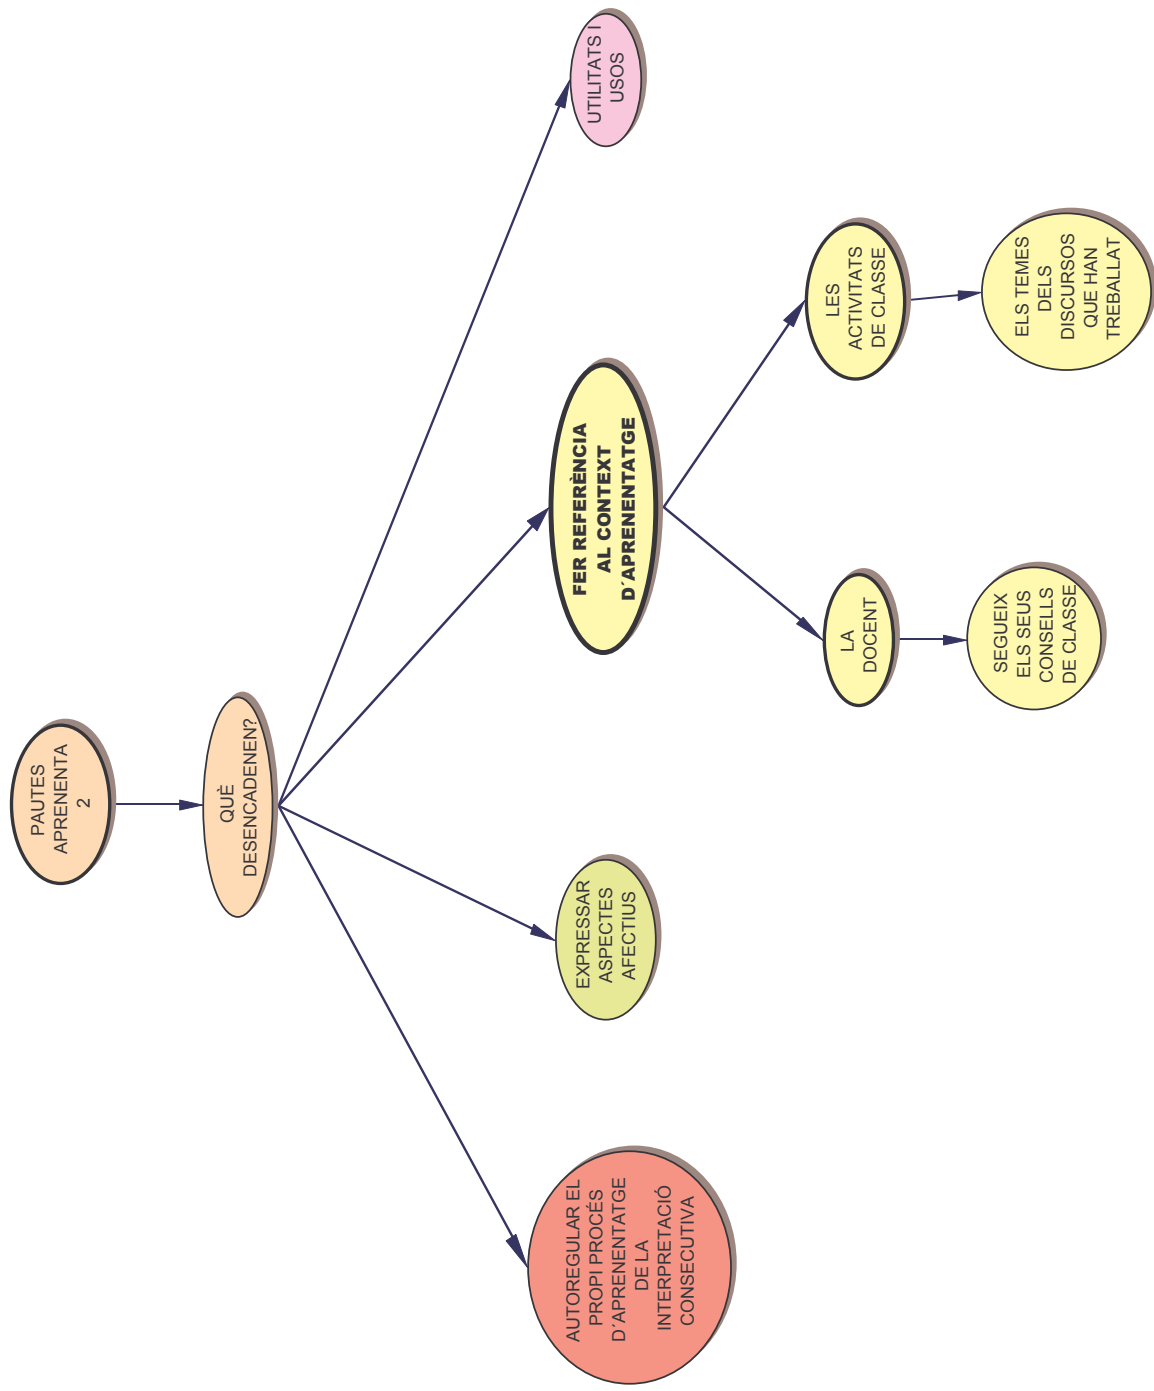 PAUTES
APRENENTA
2
QUÈ
DESENCADENEN?
AUTOREGULAR EL
PROPI PROCÉS
D´APRENENTATGE
DE LA
INTERPRETACIÓ
CONSECUTIVA
EXPRESSAR
ASPECTES
AFECTIUS
FER REFERÈNCIA
AL CONTEXT
D´APRENENTATGE
UTILITATS I
USOS
LA
DOCENT
LES
ACTIVITATS
DE CLASSE
SEGUEIX
ELS SEUS
CONSELLS
DE CLASSE
ELS TEMES
DELS
DISCURSOS
QUE HAN
TREBALLAT